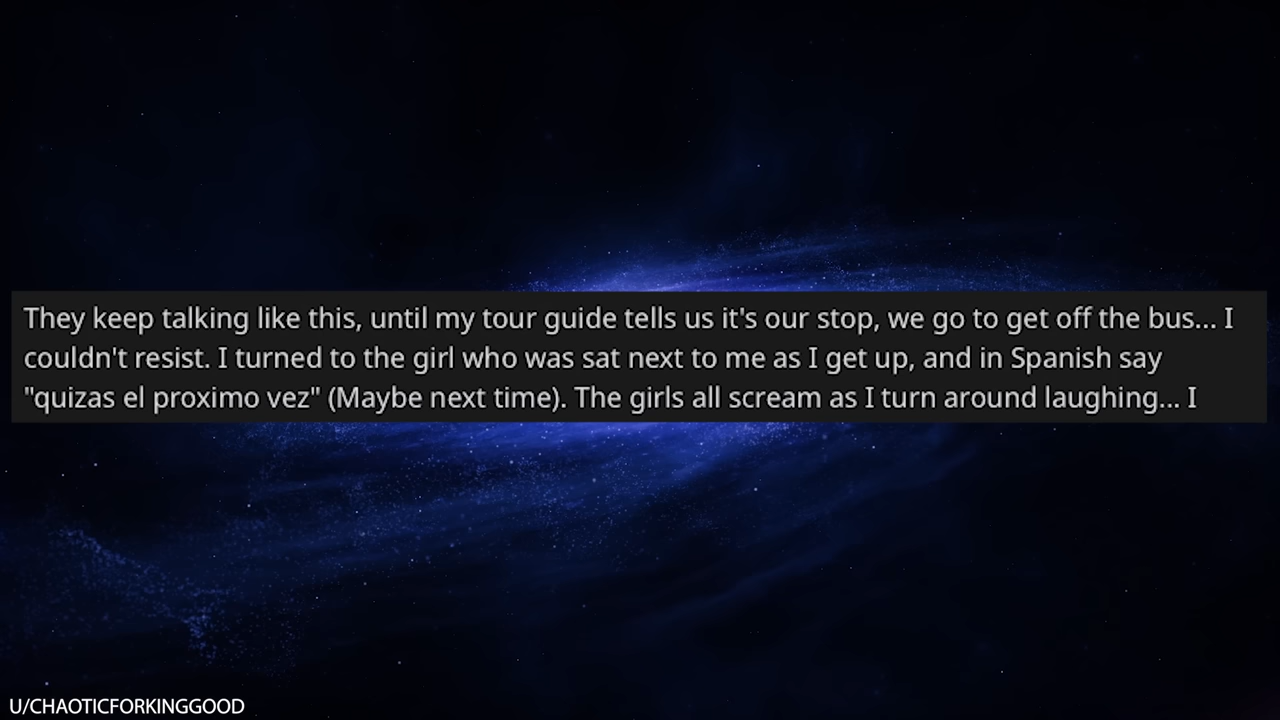 They keep talking like this, until my tour guide tells us it's our stop, we go to get off the bus... I
couldn't resist. I turned to the girl who was sat next to me as I get up, and in Spanish say
"quizas el proximo vez" (Maybe next time). The girls all scream as I turn around laughing... I
U/CHAOTICFORKINGGOOD